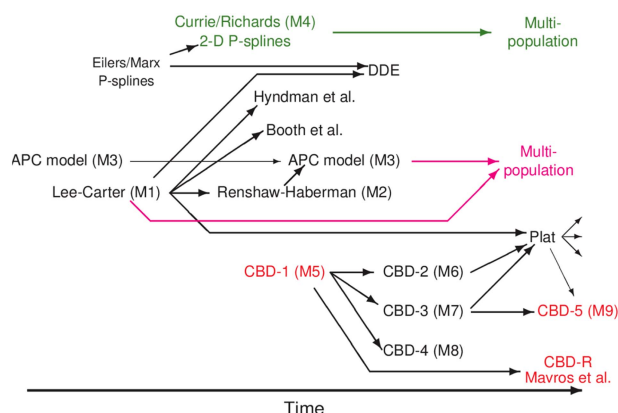 Currie/Richards (M4)
2-D P-splines
Multi-
population
Eilers/Marx
P-splines
DDE
Hyndman et al.
Booth et al.
APC model (M3)
APC model (M3)
Multi-
population
Lee-Carter (M1)
Renshaw-Haberman (M2)
Plat
CBD-1 (M5)
CBD-2 (M6)
CBD-3 (M7)
CBD-5 (M9)
CBD-4 (M8)
CBD-R
Mavros et al.
Time